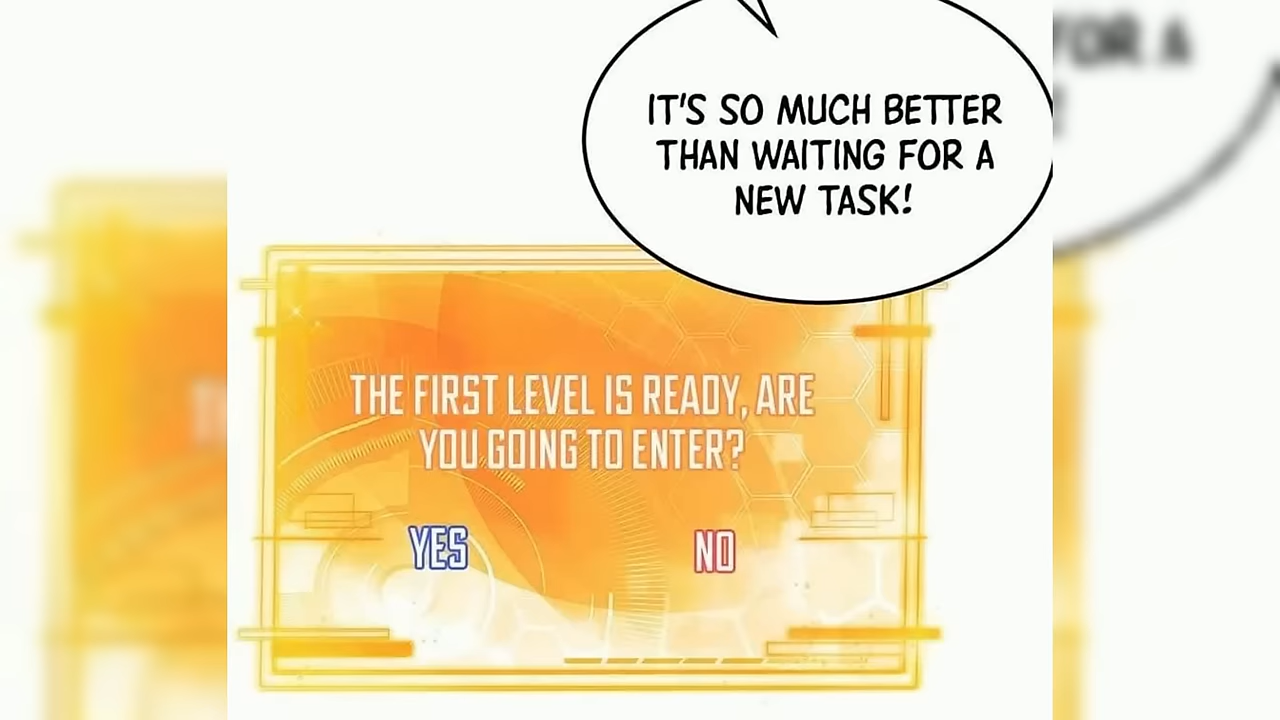 IT'S SO MUCH BETTER
THAN WAITING FOR A
NEW TASK!
THE FIRST LEVEL IS READY, ARE
YOU GOING TO ENTER?
YES
NO